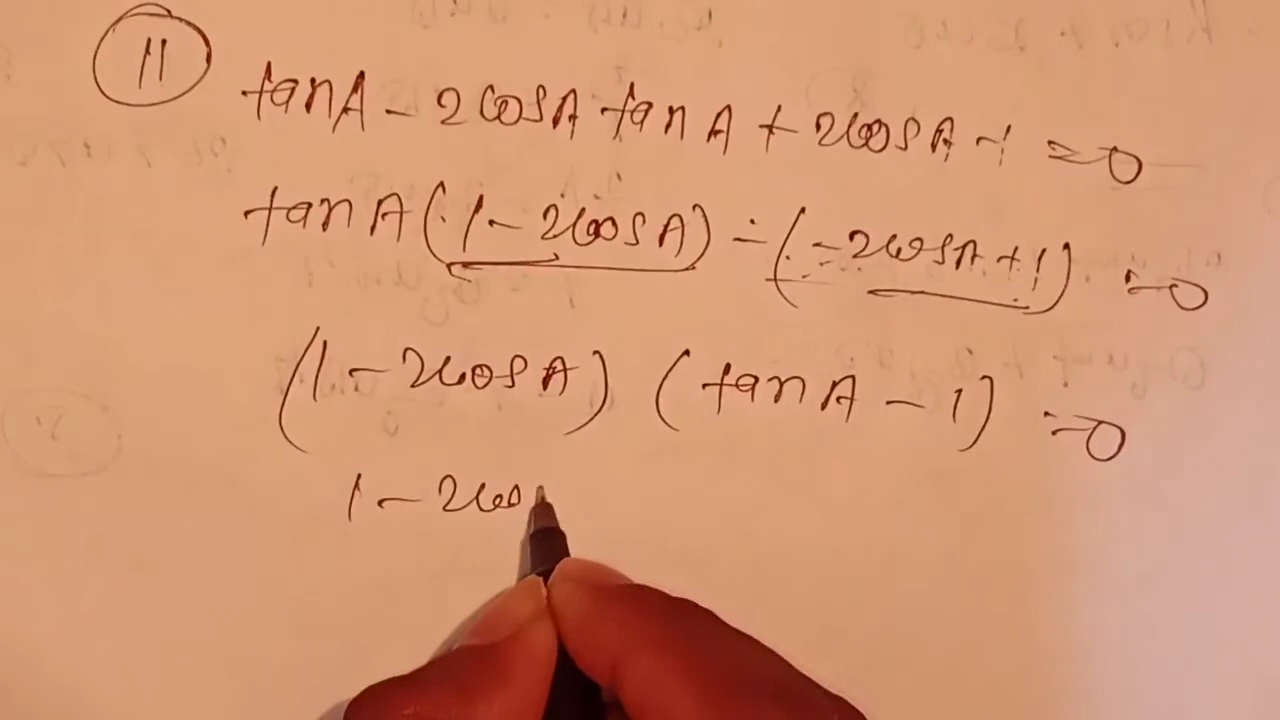 11
tanA - 2cosA tanA + 2cosA - 1 = 0
tanA(1 - 2cosA) - (-2cosA + 1) = 0
(1 - 2cosA) (tanA - 1) = 0
1 - 2cos